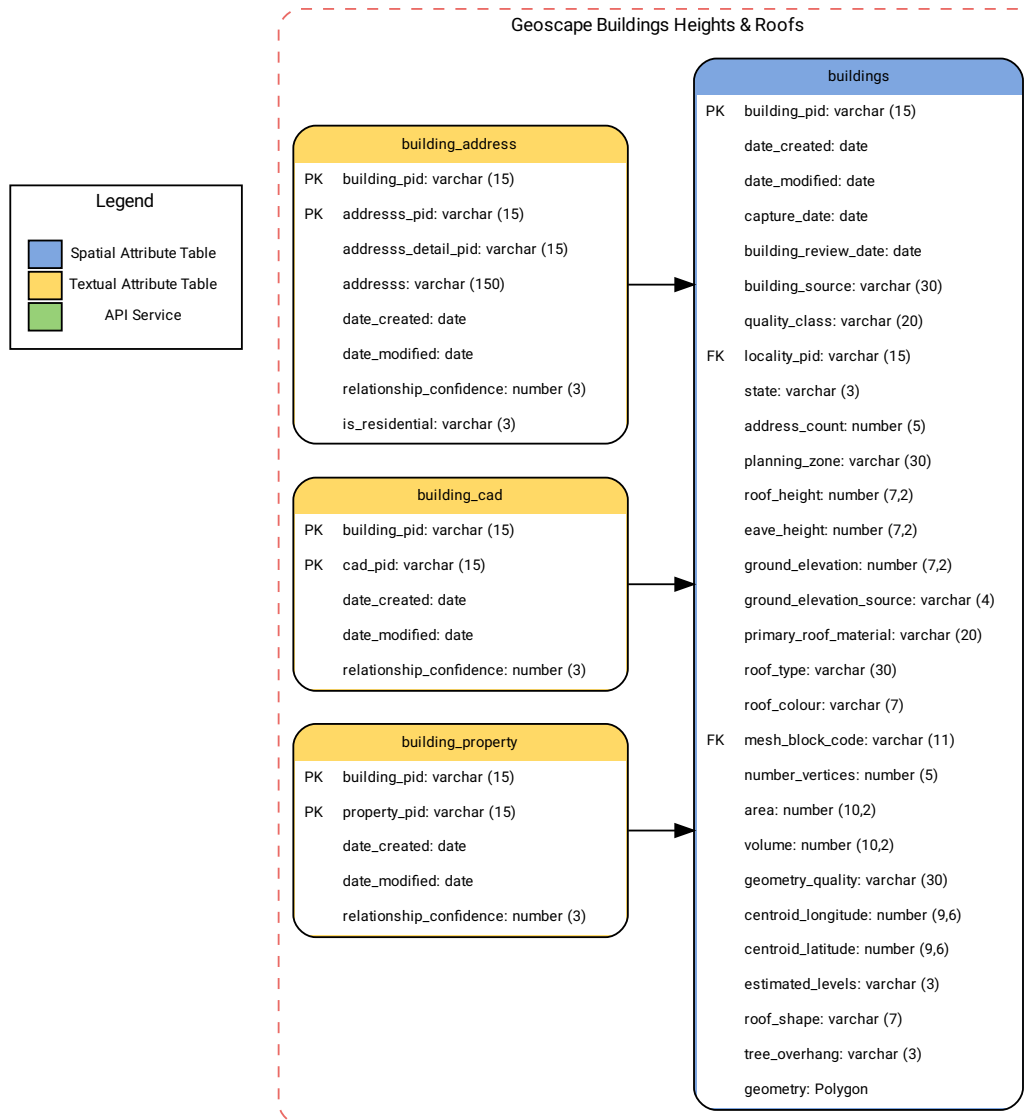 Geoscape Buildings Heights & Roofs
Legend
Spatial Attribute Table
Textual Attribute Table
API Service
building_address
PK building_pid: varchar (15)
PK addresss_pid: varchar (15)
addresss_detail_pid: varchar (15)
addresss: varchar (150)
date_created: date
date_modified: date
relationship_confidence: number (3)
is_residential: varchar (3)
building_cad
PK building_pid: varchar (15)
PK cad_pid: varchar (15)
date_created: date
date_modified: date
relationship_confidence: number (3)
building_property
PK building_pid: varchar (15)
PK property_pid: varchar (15)
date_created: date
date_modified: date
relationship_confidence: number (3)
buildings
PK building_pid: varchar (15)
date_created: date
date_modified: date
capture_date: date
building_review_date: date
building_source: varchar (30)
quality_class: varchar (20)
FK locality_pid: varchar (15)
state: varchar (3)
address_count: number (5)
planning_zone: varchar (30)
roof_height: number (7,2)
eave_height: number (7,2)
ground_elevation: number (7,2)
ground_elevation_source: varchar (4)
primary_roof_material: varchar (20)
roof_type: varchar (30)
roof_colour: varchar (7)
FK mesh_block_code: varchar (11)
number_vertices: number (5)
area: number (10,2)
volume: number (10,2)
geometry_quality: varchar (30)
centroid_longitude: number (9,6)
centroid_latitude: number (9,6)
estimated_levels: varchar (3)
roof_shape: varchar (7)
tree_overhang: varchar (3)
geometry: Polygon